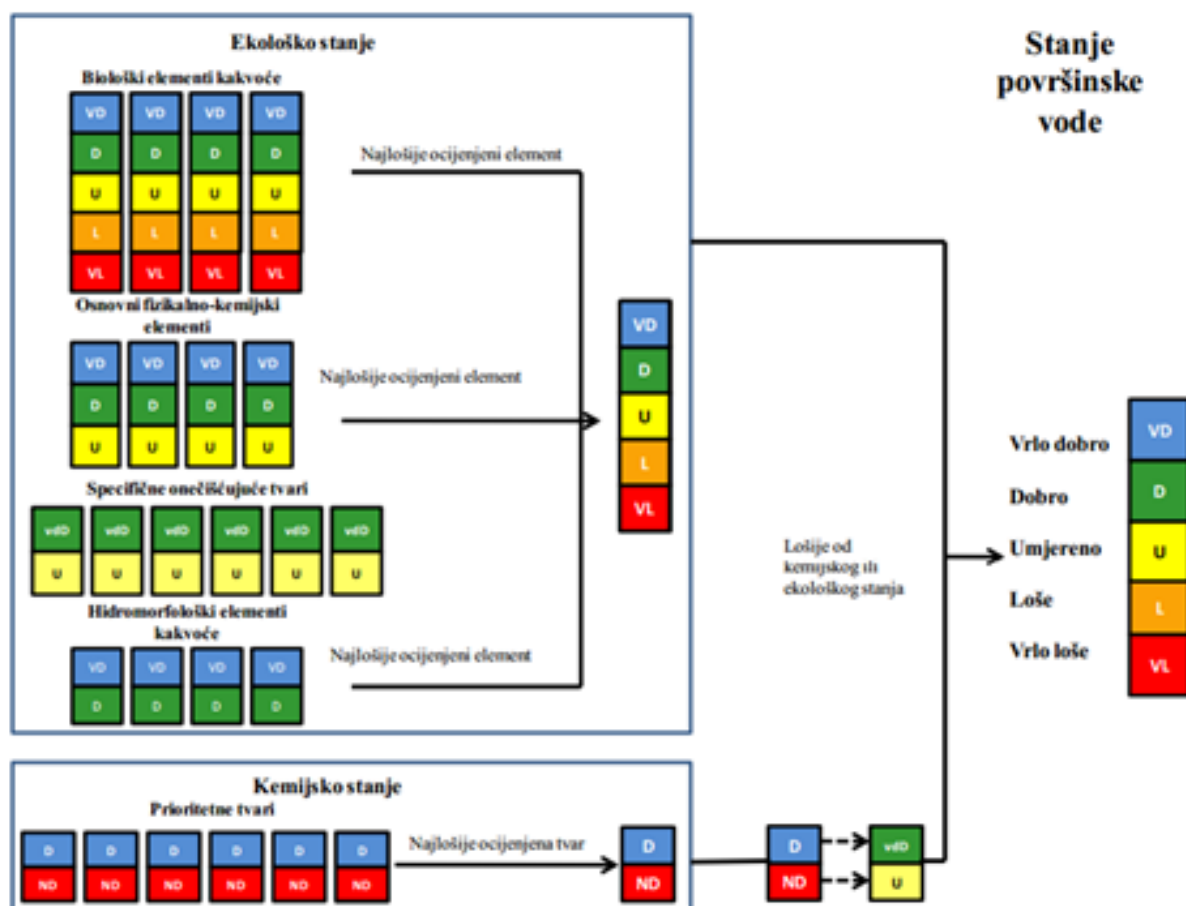 Ekološko stanje
Biološki elementi kakvoće
VD VD VD VD
D D D D
U U U U
L L L L
VL VL VL VL
Najlošije ocijenjeni element
Osnovni fizikalno-kemijski
elementi
VD VD VD VD
D D D D
U U U U
Najlošije ocijenjeni element
Specifične onečišćujuće tvari
vdD vdD vdD vdD vdD vdD
U U U U U U
Hidromorfološki elementi
kakvoće
VD VD VD VD
D D D D
Najlošije ocijenjeni element
VD
D
U
L
VL
Kemijsko stanje
Prioritetne tvari
D D D D D D
ND ND ND ND ND ND
Najlošije ocijenjena tvar
D
ND
D
ND
vdD
U
Lošije od
kemijskog ili
ekološkog stanja
Stanje
površinske
vode
Vrlo dobro
VD
Dobro
D
Umjereno
U
Loše
L
Vrlo loše
VL